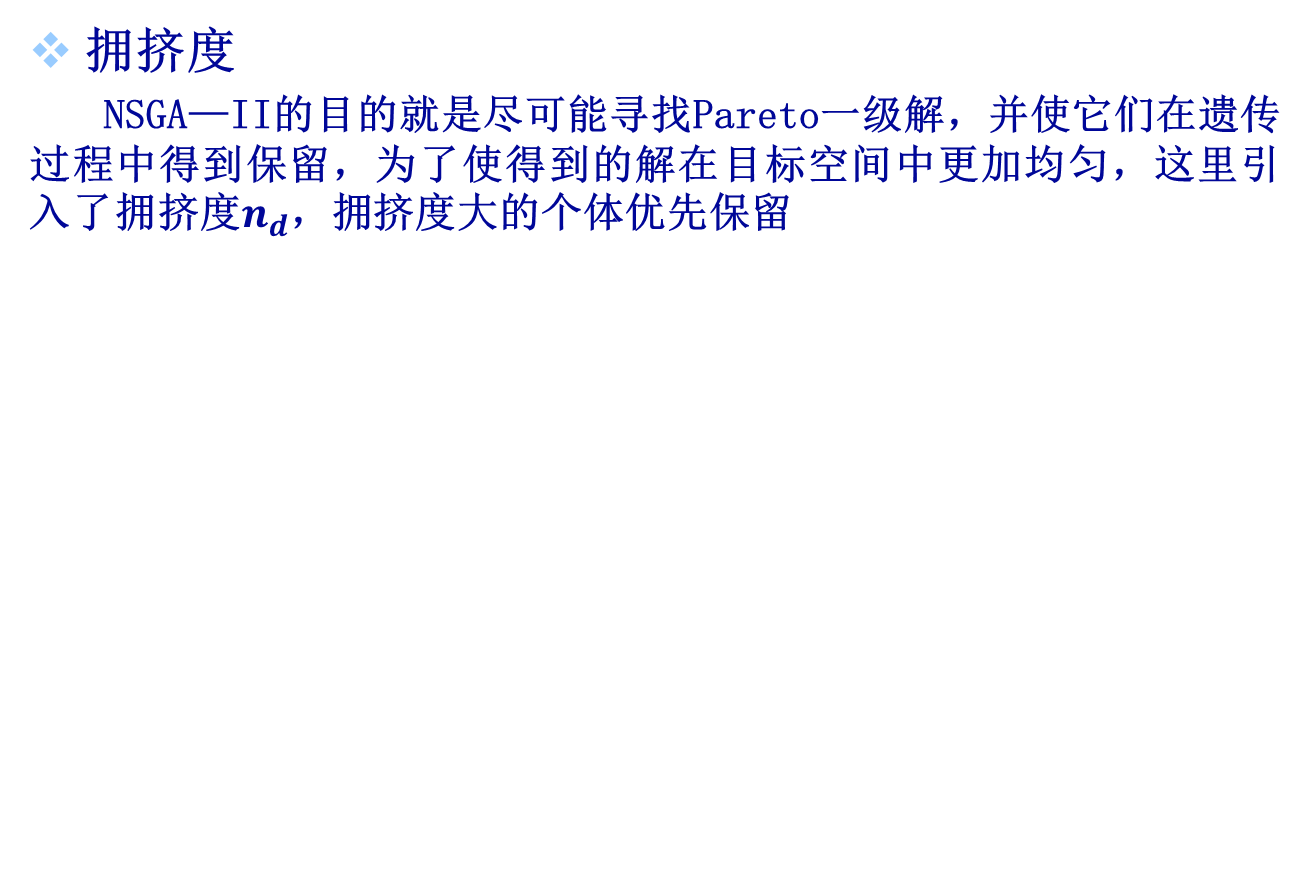 拥挤度
NSGA—II的目的就是尽可能寻找Pareto一级解，并使它们在遗传
过程中得到保留，为了使得到的解在目标空间中更加均匀，这里引
入了拥挤度n_d，拥挤度大的个体优先保留